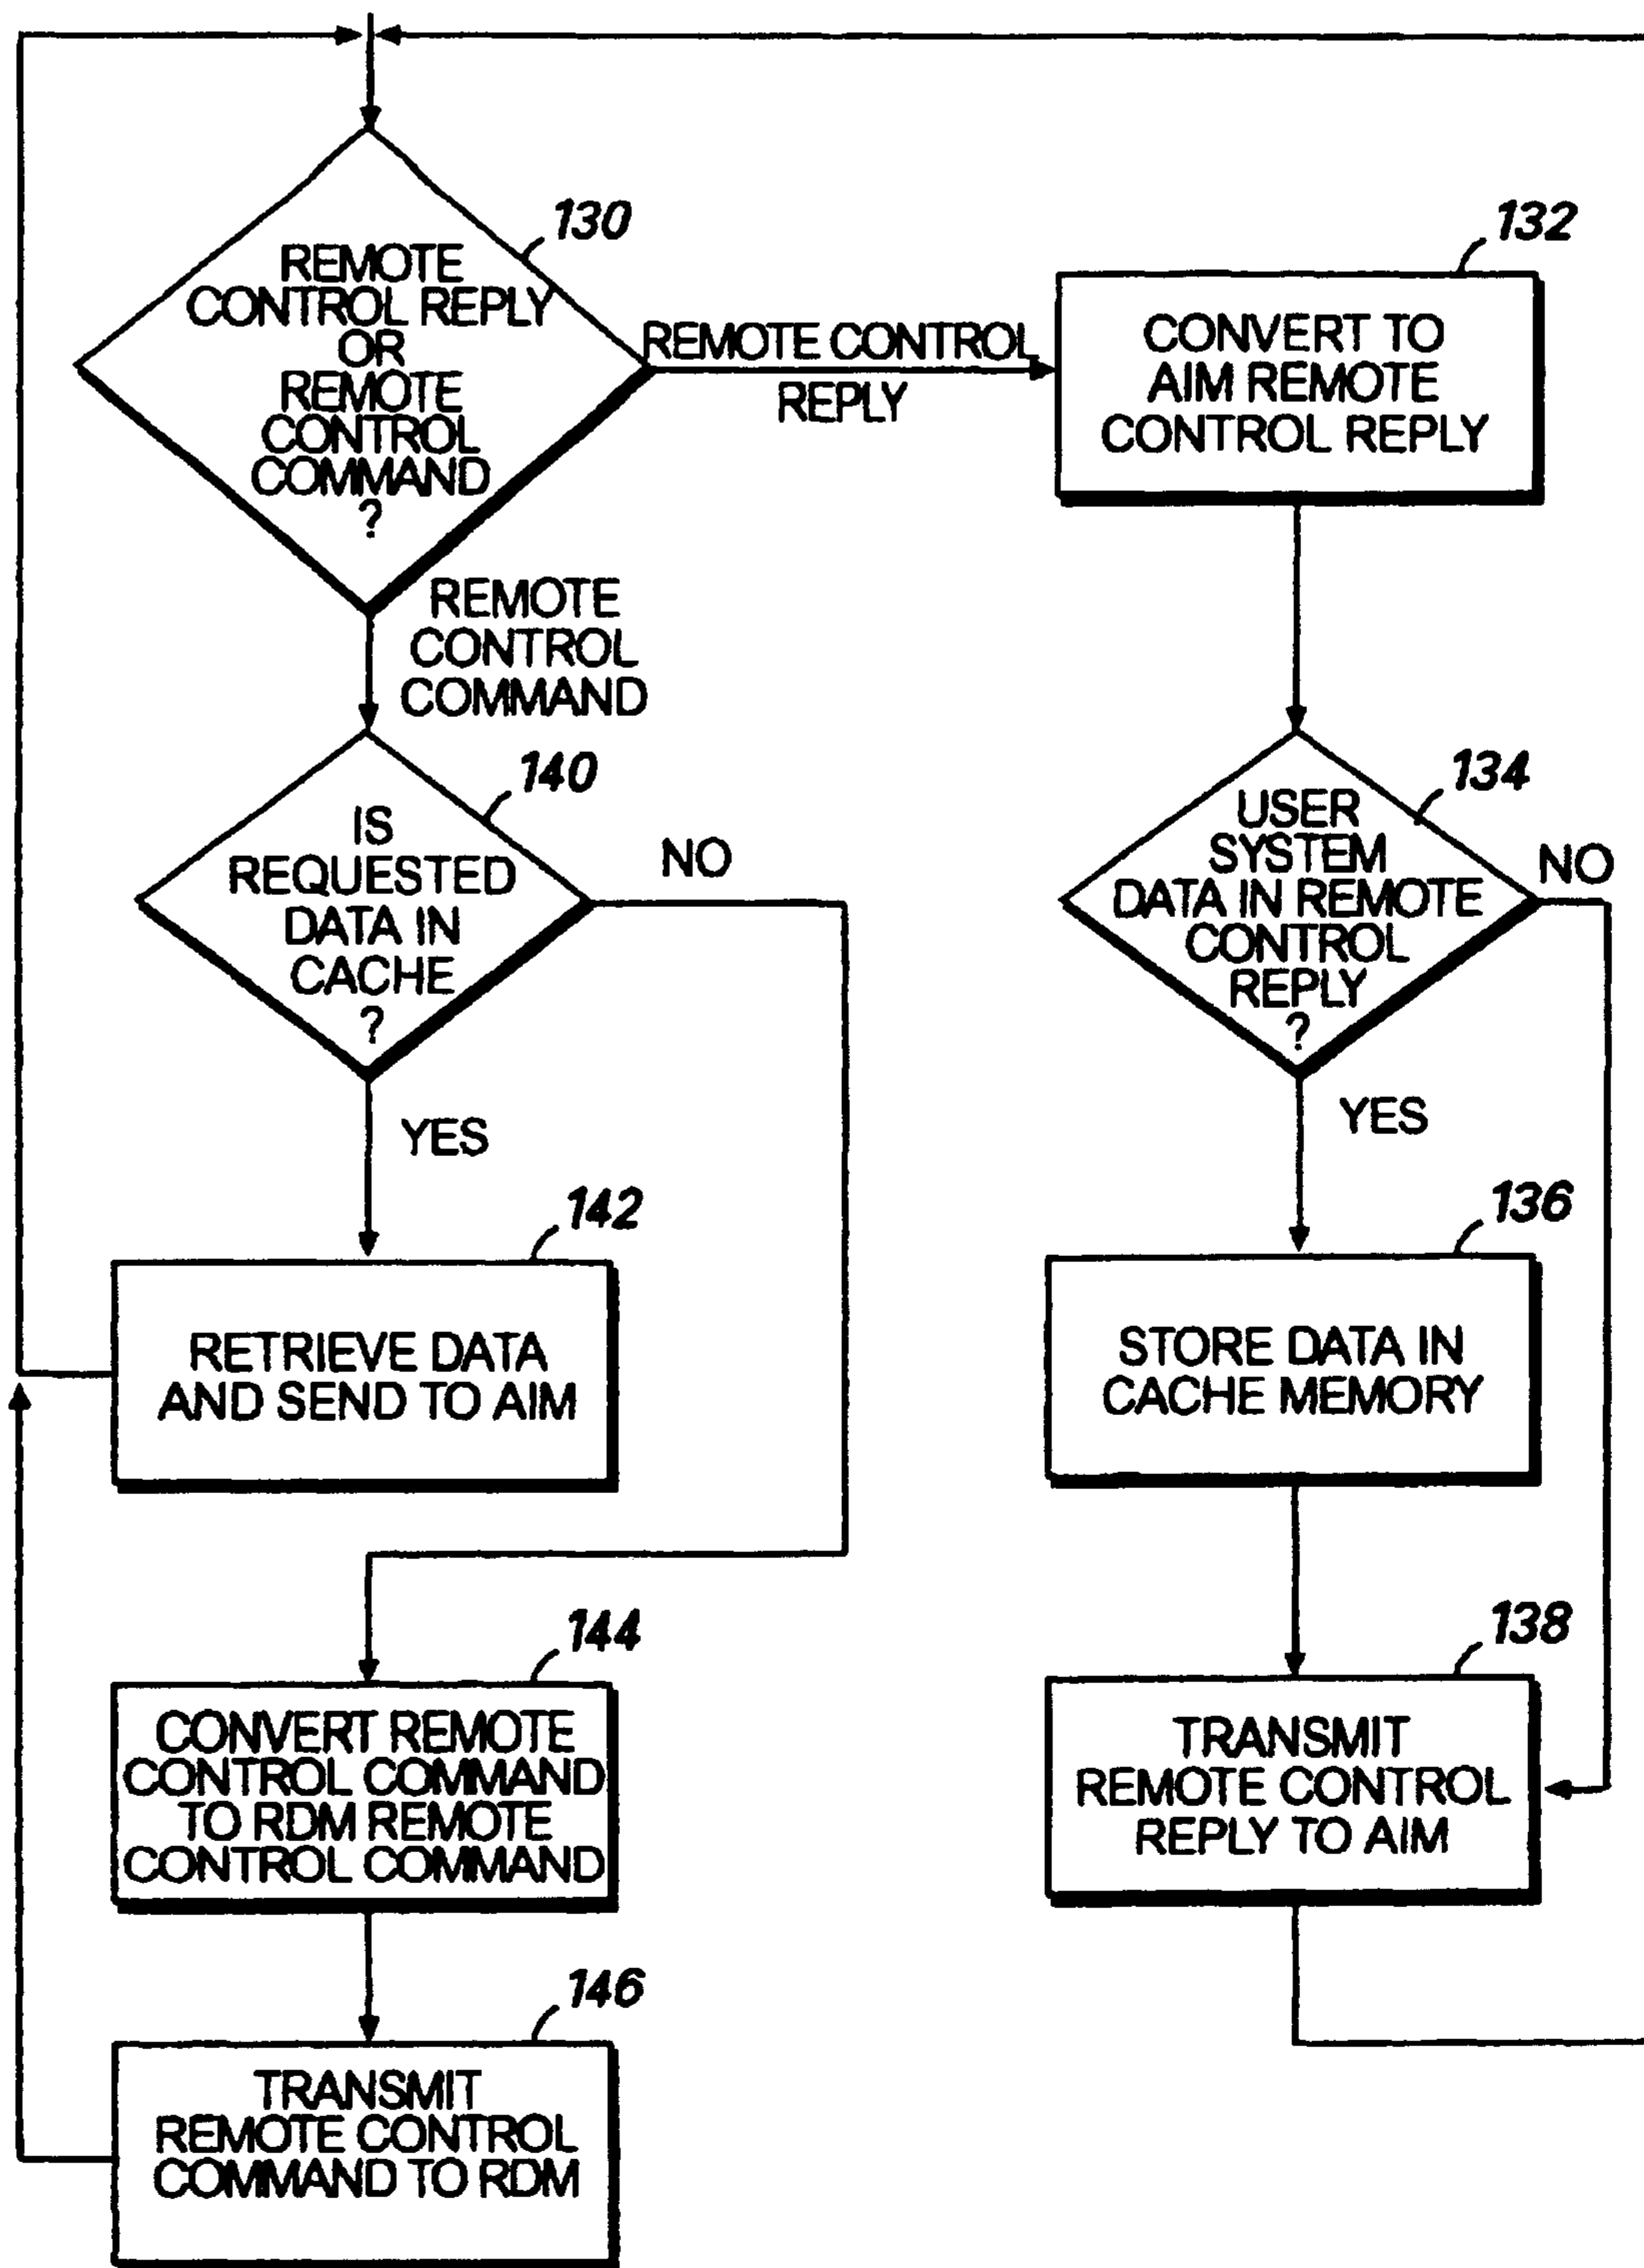 130
REMOTE
CONTROL REPLY
OR
REMOTE
CONTROL
COMMAND
?
REMOTE CONTROL
REPLY
132
CONVERT TO
AIM REMOTE
CONTROL REPLY
REMOTE
CONTROL
COMMAND
140
IS
REQUESTED
DATA IN
CACHE
?
NO
YES
134
USER
SYSTEM
DATA IN REMOTE
CONTROL
REPLY
?
NO
YES
142
RETRIEVE DATA
AND SEND TO AIM
136
STORE DATA IN
CACHE MEMORY
144
CONVERT REMOTE
CONTROL COMMAND
TO RDM REMOTE
CONTROL COMMAND
138
TRANSMIT
REMOTE CONTROL
REPLY TO AIM
146
TRANSMIT
REMOTE CONTROL
COMMAND TO RDM